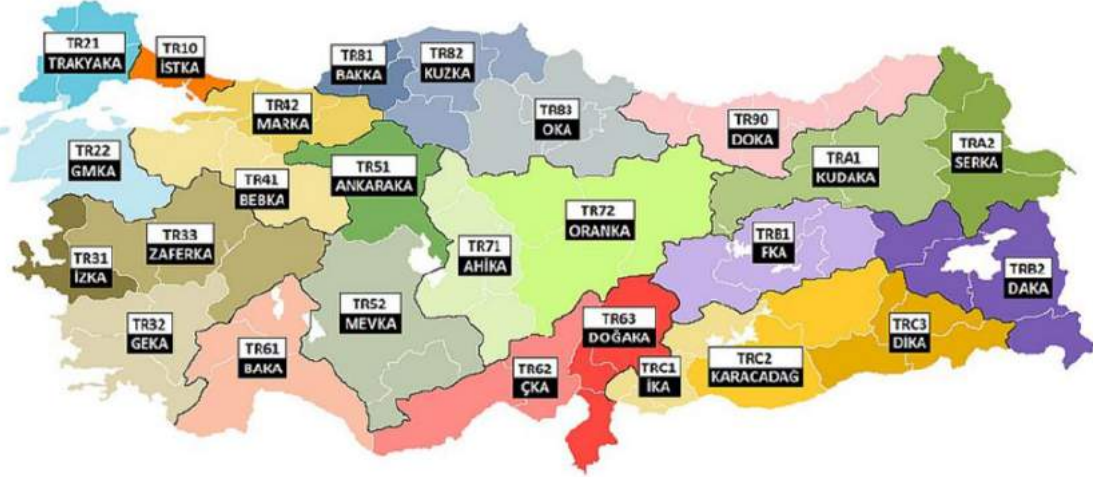 TR21
TRAKYAKA
TR10
İSTKA
TR81
BAKKA
TR82
KUZKA
TR42
MARKA
TR83
OKA
TR90
DOKA
TRA2
SERKA
TR22
GMKA
TR51
ANKARAKA
TRA1
KUDAKA
TR41
BEBKA
TR72
ORANKA
TR33
ZAFERKA
TR71
AHİKA
TRB1
FKA
TR31
İZKA
TRB2
DAKA
TR52
MEVKA
TR63
DOĞAKA
TR32
GEKA
TRC3
DİKA
TR61
BAKA
TR62
ÇKA
TRC1
İKA
TRC2
KARACADAĞ